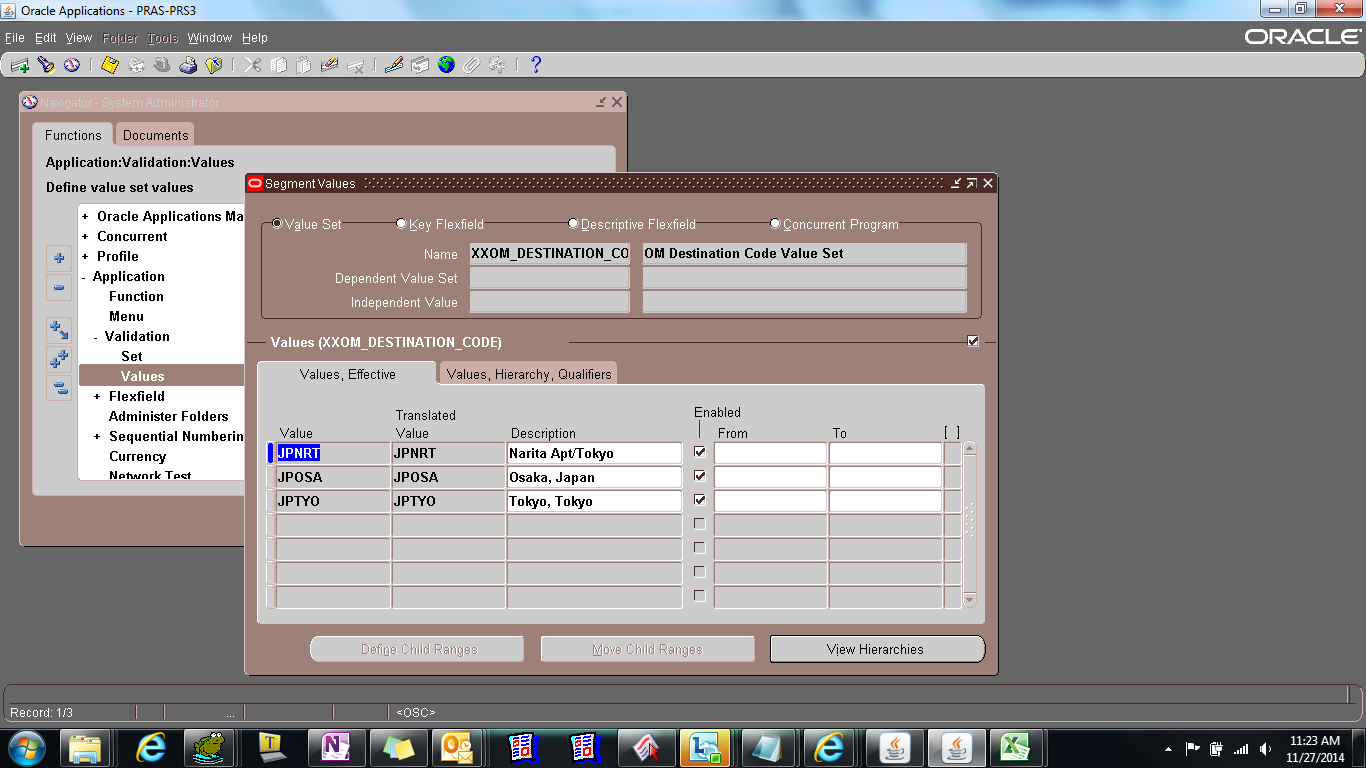 Oracle Applications - PRAS-PRS3
File Edit View Folder Tools Window Help
ORACLE
Navigator - System Administrator
Functions Documents
Application:Validation:Values
Define value set values
+ Oracle Applications Ma
+ Concurrent
+ Profile
- Application
Function
Menu
- Validation
Set
Values
+ Flexfield
Administer Folders
+ Sequential Numberin
Currency
Network Test
Segment Values
Value Set Key Flexfield Descriptive Flexfield Concurrent Program
Name XXOM_DESTINATION_CO OM Destination Code Value Set
Dependent Value Set
Independent Value
Values (XXOM_DESTINATION_CODE)
Values, Effective Values, Hierarchy, Qualifiers
Translated Enabled
Value Value Description From To [ ]
JPNRT JPNRT Narita Apt/Tokyo
JPOSA JPOSA Osaka, Japan
JPTYO JPTYO Tokyo, Tokyo
Define Child Ranges Move Child Ranges View Hierarchies
Record: 1/3 ... <OSC>
11:23 AM
11/27/2014